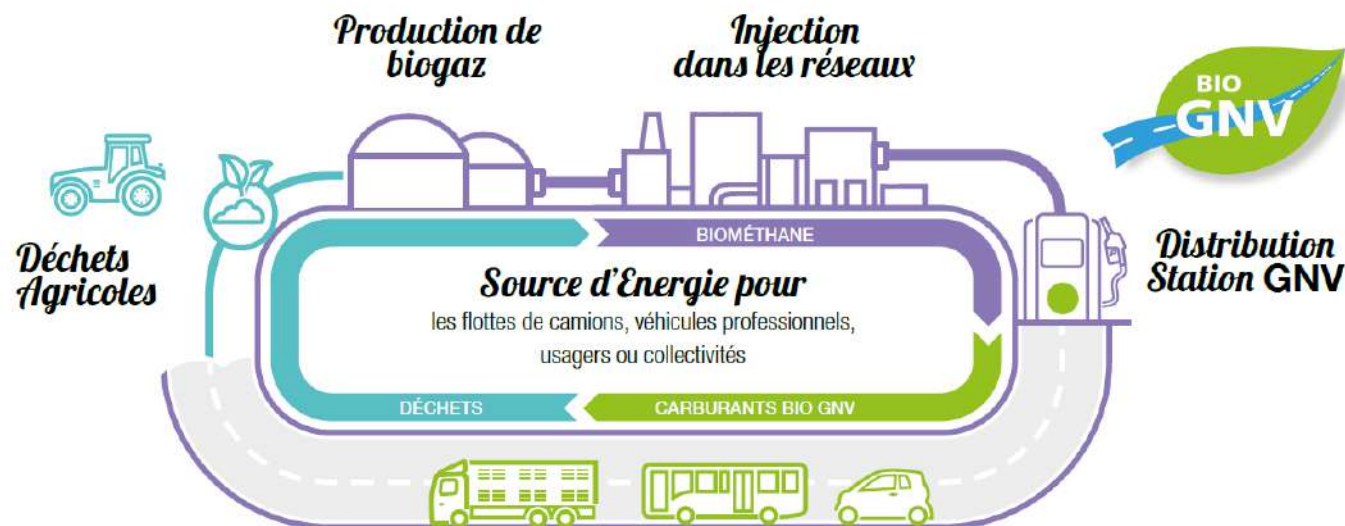 Production de
biogaz
Injection
dans les réseaux
BIO
GNV
Déchets
Agricoles
BIOMÉTHANE
Distribution
Station GNV
Source d'Energie pour
les flottes de camions, véhicules professionnels,
usagers ou collectivités
DÉCHETS
CARBURANTS BIO GNV